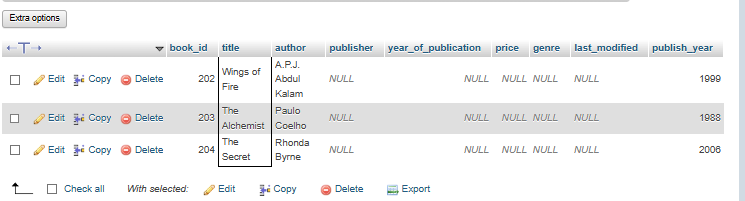 Extra options
←T→ book_id title author publisher year_of_publication price genre last_modified publish_year
Edit Copy Delete 202 Wings of Fire A.P.J. Abdul Kalam NULL NULL NULL NULL NULL 1999
Edit Copy Delete 203 The Alchemist Paulo Coelho NULL NULL NULL NULL NULL 1988
Edit Copy Delete 204 The Secret Rhonda Byrne NULL NULL NULL NULL NULL 2006
Check all With selected: Edit Copy Delete Export